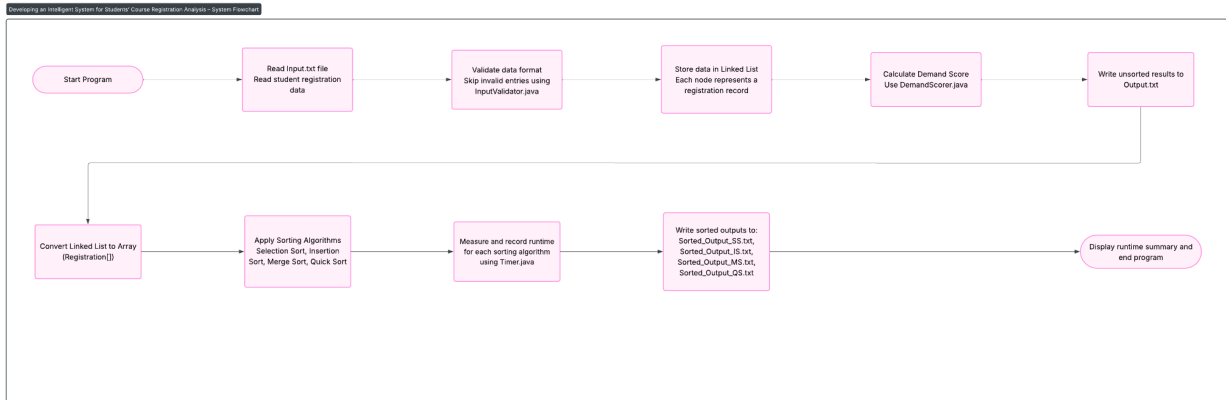 Developing an Intelligent System for Students' Course Registration Analysis – System Flowchart
Start Program
Read Input.txt file
Read student registration
data
Validate data format
Skip invalid entries using
InputValidator.java
Store data in Linked List
Each node represents a
registration record
Calculate Demand Score
Use DemandScorer.java
Write unsorted results to
Output.txt
Convert Linked List to Array
(Registration[])
Apply Sorting Algorithms
Selection Sort, Insertion
Sort, Merge Sort, Quick Sort
Measure and record runtime
for each sorting algorithm
using Timer.java
Write sorted outputs to:
Sorted_Output_SS.txt,
Sorted_Output_IS.txt,
Sorted_Output_MS.txt,
Sorted_Output_QS.txt
Display runtime summary and
end program